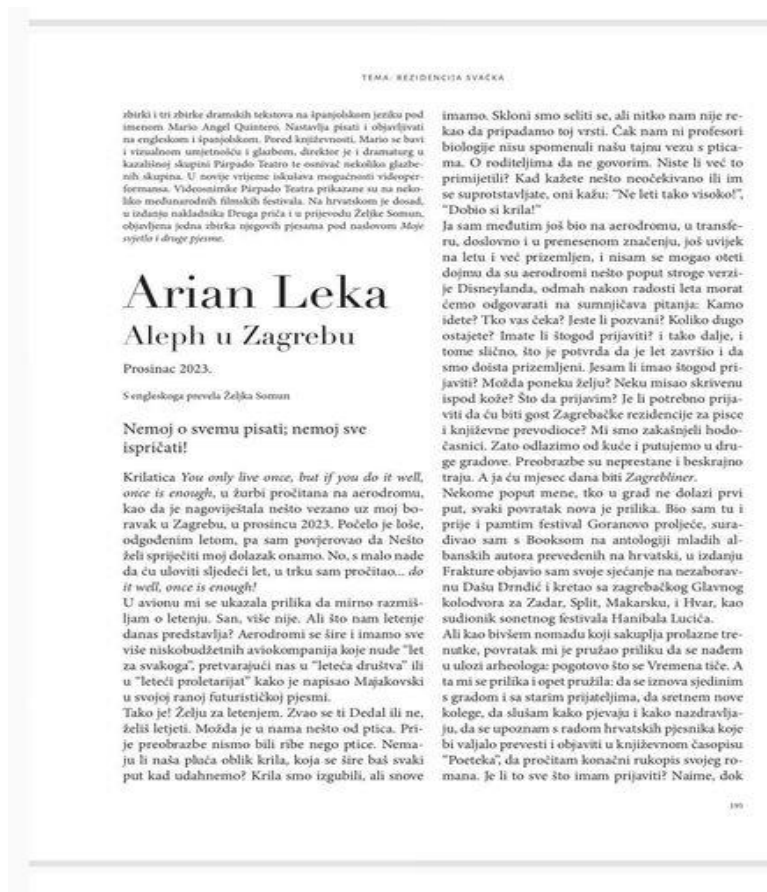 TEMA: REZIDENCIJA SVAČKA
zbirki i tri zbirke dramskih tekstova na španjolskom jeziku pod
imenom Mario Angel Quintero. Nastavlja pisati i objavljivati
na engleskom i španjolskom. Pored književnosti, Mario se bavi
i vizualnom umjetnošću i glazbom, direktor je i dramaturg u
kazališnoj skupini Párpado Teatro te osnivač nekoliko glazbe-
nih skupina. U novije vrijeme iskušava mogućnosti videoper-
formansa. Videosnimke Párpado Teatra prikazane su na neko-
liko međunarodnih filmskih festivala. Na hrvatskom je dosad,
u izdanju nakladnika Druga priča i u prijevodu Željke Somun,
objavljena jedna zbirka njegovih pjesama pod naslovom Moje
svjetlo i druge pjesme.
Arian Leka
Aleph u Zagrebu
Prosinac 2023.
S engleskoga prevela Željka Somun
Nemoj o svemu pisati; nemoj sve
ispričati!
Krilatica You only live once, but if you do it well,
once is enough, u žurbi pročitana na aerodromu,
kao da je nagoviještala nešto vezano uz moj bo-
ravak u Zagrebu, u prosincu 2023. Počelo je loše,
odgođenim letom, pa sam povjerovao da Nešto
želi spriječiti moj dolazak onamo. No, s malo nade
da ću uloviti sljedeći let, u trku sam pročitao... do
it well, once is enough!
U avionu mi se ukazala prilika da mirno razmiš-
ljam o letenju. San, više nije. Ali što nam letenje
danas predstavlja? Aerodromi se šire i imamo sve
više niskobudžetnih aviokompanija koje nude “let
za svakoga”, pretvarajući nas u “leteća društva” ili
u “leteći proletarijat” kako je napisao Majakovski
u svojoj ranoj futurističkoj pjesmi.
Tako je! Želju za letenjem. Zvao se ti Dedal ili ne,
želiš letjeti. Možda je u nama nešto od ptica. Pri-
je preobrazbe nismo bili ribe nego ptice. Nema-
ju li naša pluća oblik krila, koja se šire baš svaki
put kad udahnemo? Krila smo izgubili, ali snove
imamo. Skloni smo seliti se, ali nitko nam nije re-
kao da pripadamo toj vrsti. Čak nam ni profesori
biologije nisu spomenuli našu tajnu vezu s ptica-
ma. O roditeljima da ne govorim. Niste li već to
primijetili? Kad kažete nešto neočekivano ili im
se suprotstavljate, oni kažu: “Ne leti tako visoko!”,
“Dobio si krila!”
Ja sam međutim još bio na aerodromu, u transfe-
ru, doslovno i u prenesenom značenju, još uvijek
na letu i već prizemljen, i nisam se mogao oteti
dojmu da su aerodromi nešto poput stroge verzi-
je Disneylanda, odmah nakon radosti leta morat
ćemo odgovarati na sumnjičava pitanja: Kamo
idete? Tko vas čeka? Jeste li pozvani? Koliko dugo
ostajete? Imate li štogod prijaviti? i tako dalje, i
tome slično, što je potvrda da je let završio i da
smo doista prizemljeni. Jesam li imao štogod pri-
javiti? Možda poneku želju? Neku misao skrivenu
ispod kože? Što da prijavim? Je li potrebno prija-
viti da ću biti gost Zagrebačke rezidencije za pisce
i književne prevodioce? Mi smo zakašnjeli hodo-
časnici. Zato odlazimo od kuće i putujemo u dru-
ge gradove. Preobrazbe su neprestane i beskrajno
traju. A ja ću mjesec dana biti Zagrebliner.
Nekome poput mene, tko u grad ne dolazi prvi
put, svaki povratak nova je prilika. Bio sam tu i
prije i pamtim festival Goranovo proljeće, sura-
đivao sam s Booksom na antologiji mladih al-
banskih autora prevedenih na hrvatski, u izdanju
Frakture objavio sam svoje sjećanje na nezaborav-
nu Dašu Drndić i kretao sa zagrebačkog Glavnog
kolodvora za Zadar, Split, Makarsku, i Hvar, kao
sudionik sonetnog festivala Hanibala Lucića.
Ali kao bivšem nomadu koji sakuplja prolazne tre-
nutke, povratak mi je pružao priliku da se nađem
u ulozi arheologa: pogotovo što se Vremena tiče. A
ta mi se prilika i opet pružila: da se iznova sjedinim
s gradom i sa starim prijateljima, da sretnem nove
kolege, da slušam kako pjevaju i kako nazdravlja-
ju, da se upoznam s radom hrvatskih pjesnika koje
bi valjalo prevesti i objaviti u književnom časopisu
“Poeteka”, da pročitam konačni rukopis svojeg ro-
mana. Je li to sve što imam prijaviti? Naime, dok